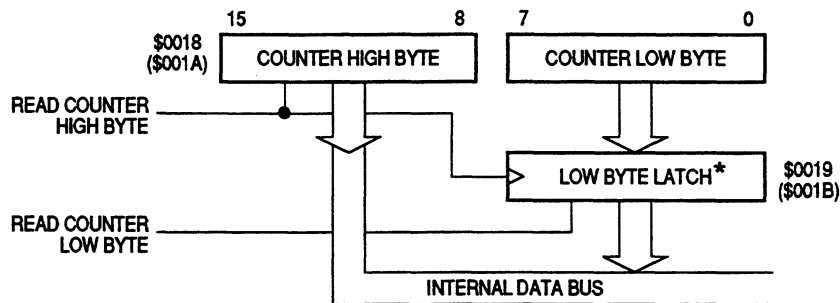 15 8 7 0
$0018
($001A)
COUNTER HIGH BYTE
COUNTER LOW BYTE
READ COUNTER
HIGH BYTE
LOW BYTE LATCH*
$0019
($001B)
READ COUNTER
LOW BYTE
INTERNAL DATA BUS